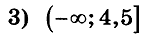 3) (-∞; 4,5]